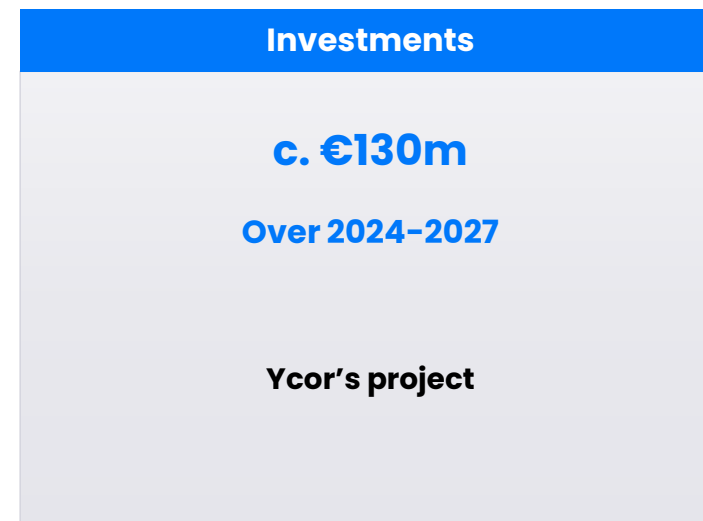 Investments
c. €130m
Over 2024-2027
Ycor’s project